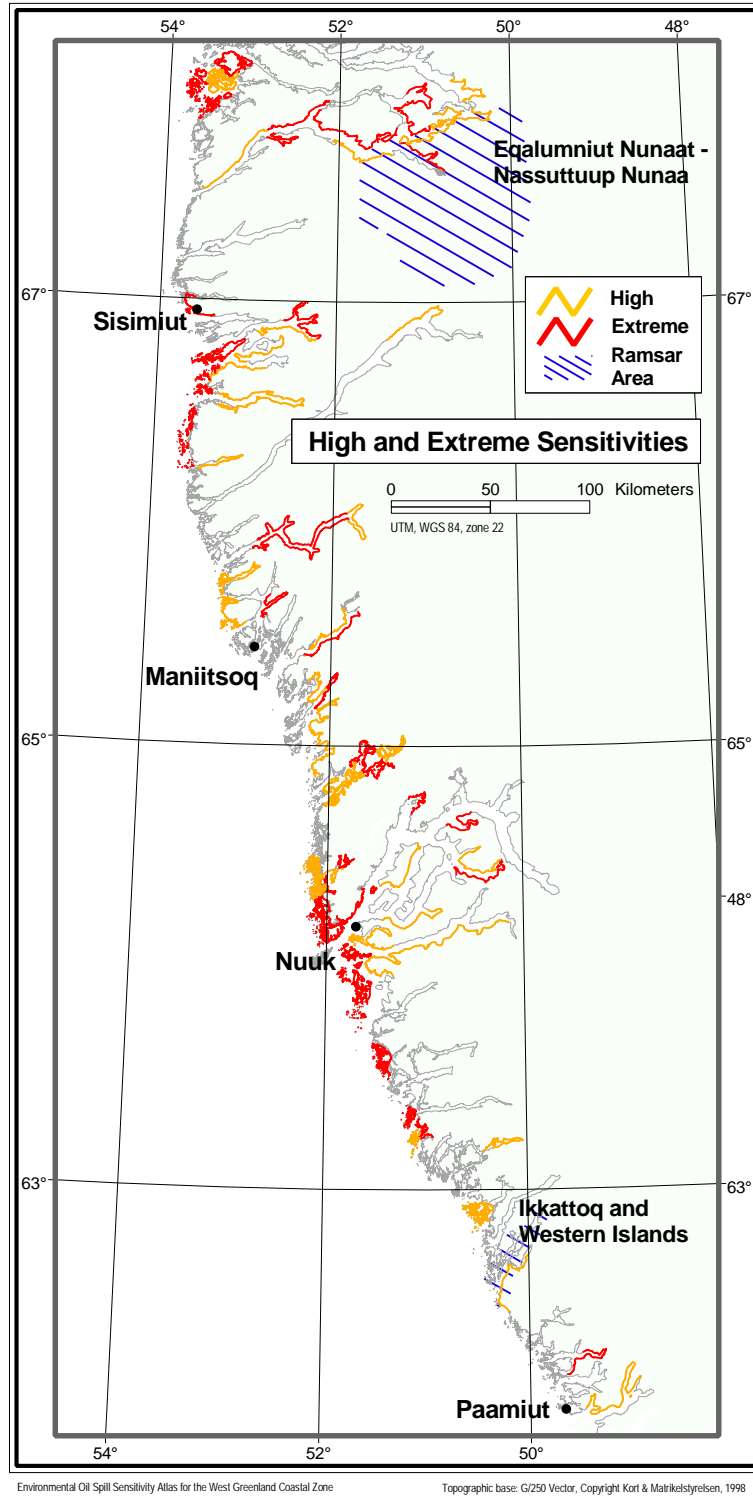 54°
52°
50°
48°
Eqalumniut Nunaat -
Nassuttuup Nunaa
67°
67°
High
Extreme
Ramsar
Area
Sisimiut
High and Extreme Sensitivities
0 50 100 Kilometers
UTM, WGS 84, zone 22
Maniitsoq
65°
65°
48°
Nuuk
63°
63°
Ikkattoq and
Western Islands
Paamiut
54°
52°
50°
Environmental Oil Spill Sensitivity Atlas for the West Greenland Coastal Zone
Topographic base: G/250 Vector, Copyright Kort & Matrikelstyrelsen, 1998